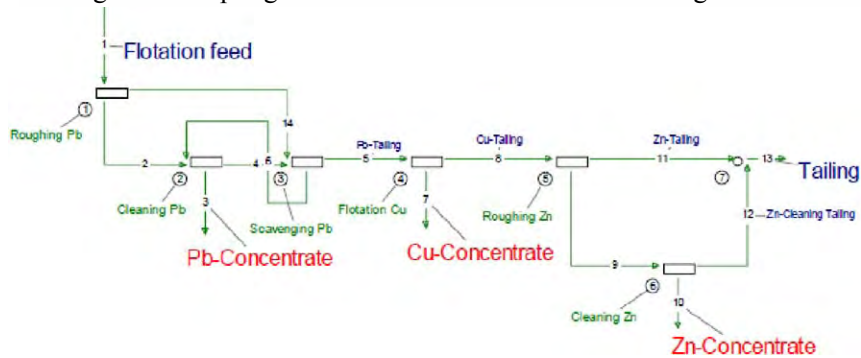 1
Flotation feed
1
Roughing Pb
14
2
4
6
2
3
Pb-Tailing
5
Cu-Tailing
8
Zn-Tailing
11
13
7
Tailing
Cleaning Pb
3
Scavenging Pb
4
Flotation Cu
7
5
Roughing Zn
12
Zn-Cleaning Tailing
Pb-Concentrate
Cu-Concentrate
9
6
Cleaning Zn
10
Zn-Concentrate